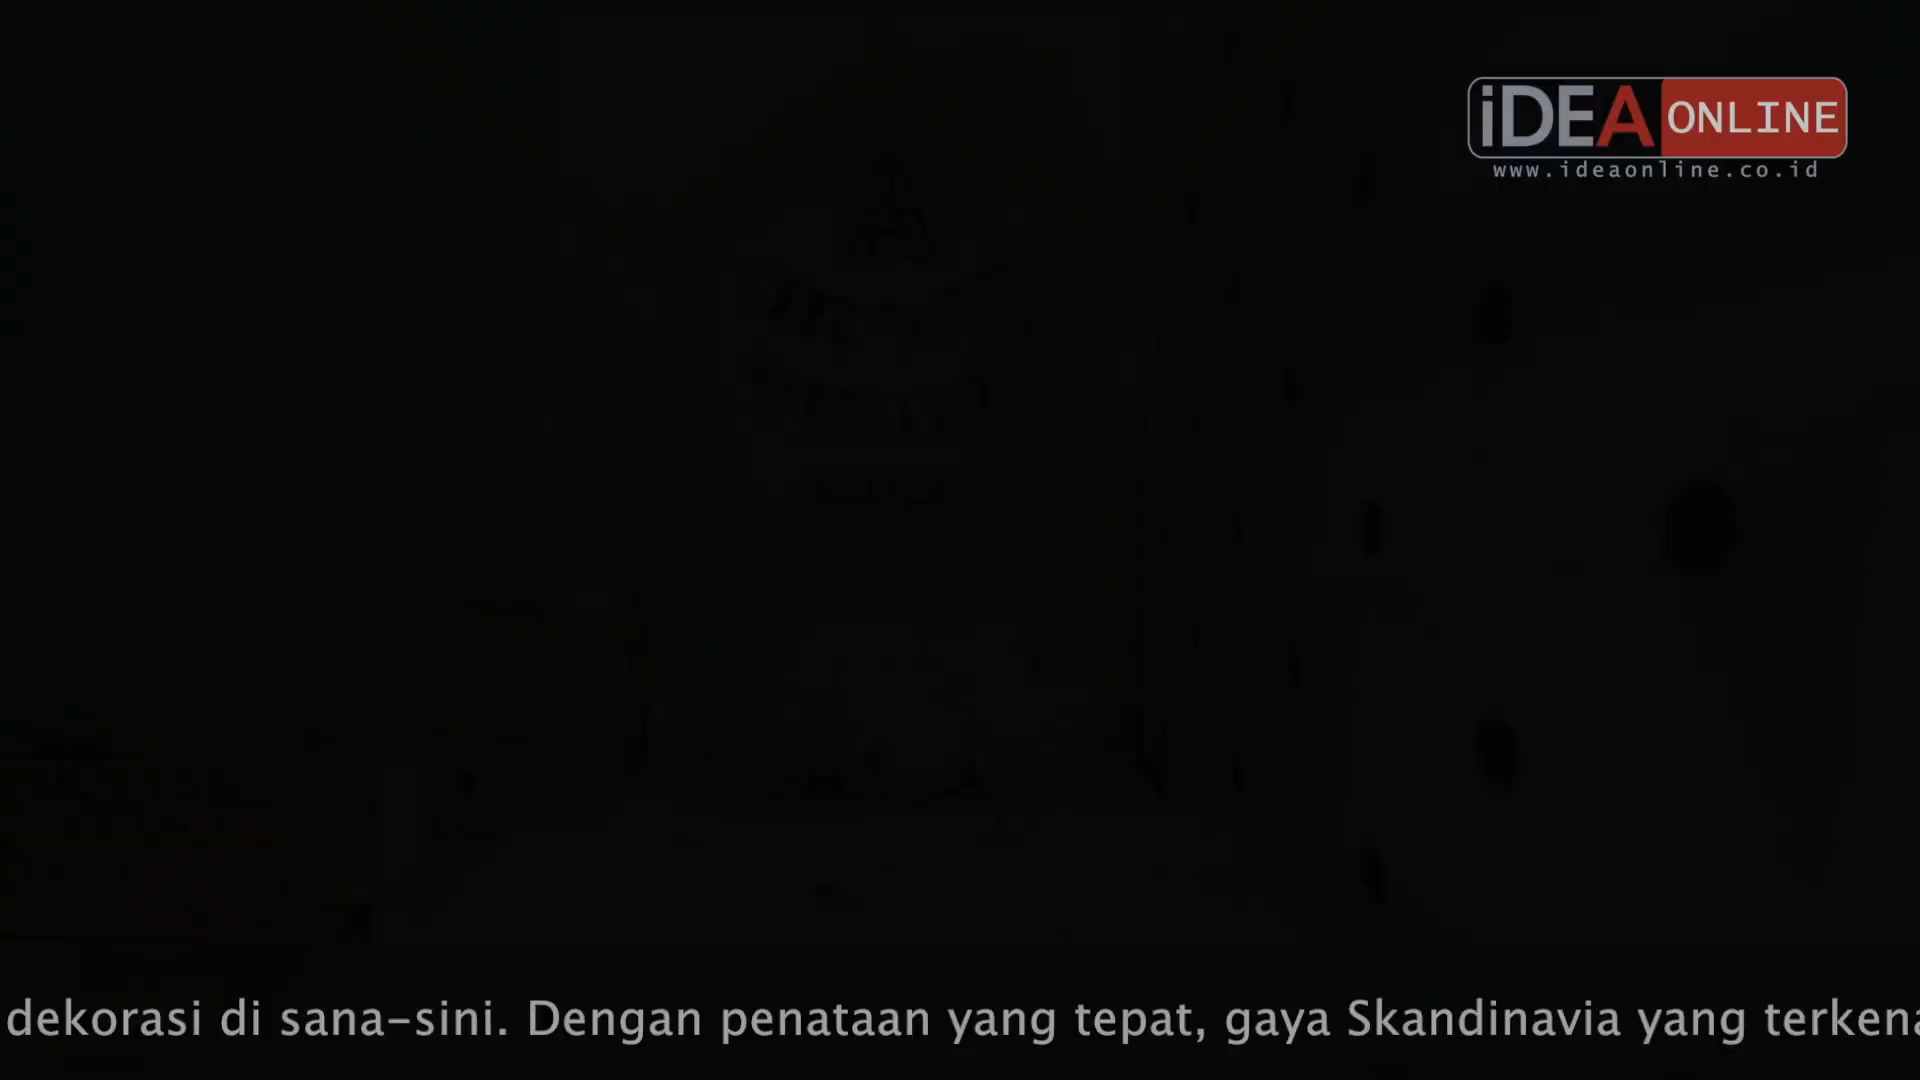 iDEA ONLINE
www.ideaonline.co.id
dekorasi di sana-sini. Dengan penataan yang tepat, gaya Skandinavia yang terkena